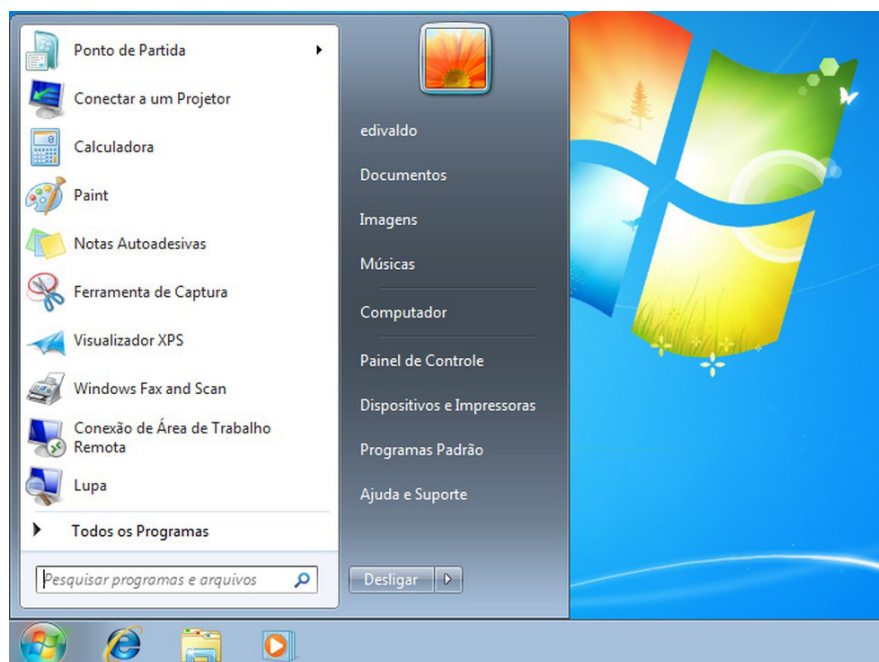 Ponto de Partida
Conectar a um Projetor
Calculadora
Paint
Notas Autoadesivas
Ferramenta de Captura
Visualizador XPS
Windows Fax and Scan
Conexão de Área de Trabalho
Remota
Lupa
Todos os Programas
Pesquisar programas e arquivos
edivaldo
Documentos
Imagens
Músicas
Computador
Painel de Controle
Dispositivos e Impressoras
Programas Padrão
Ajuda e Suporte
Desligar